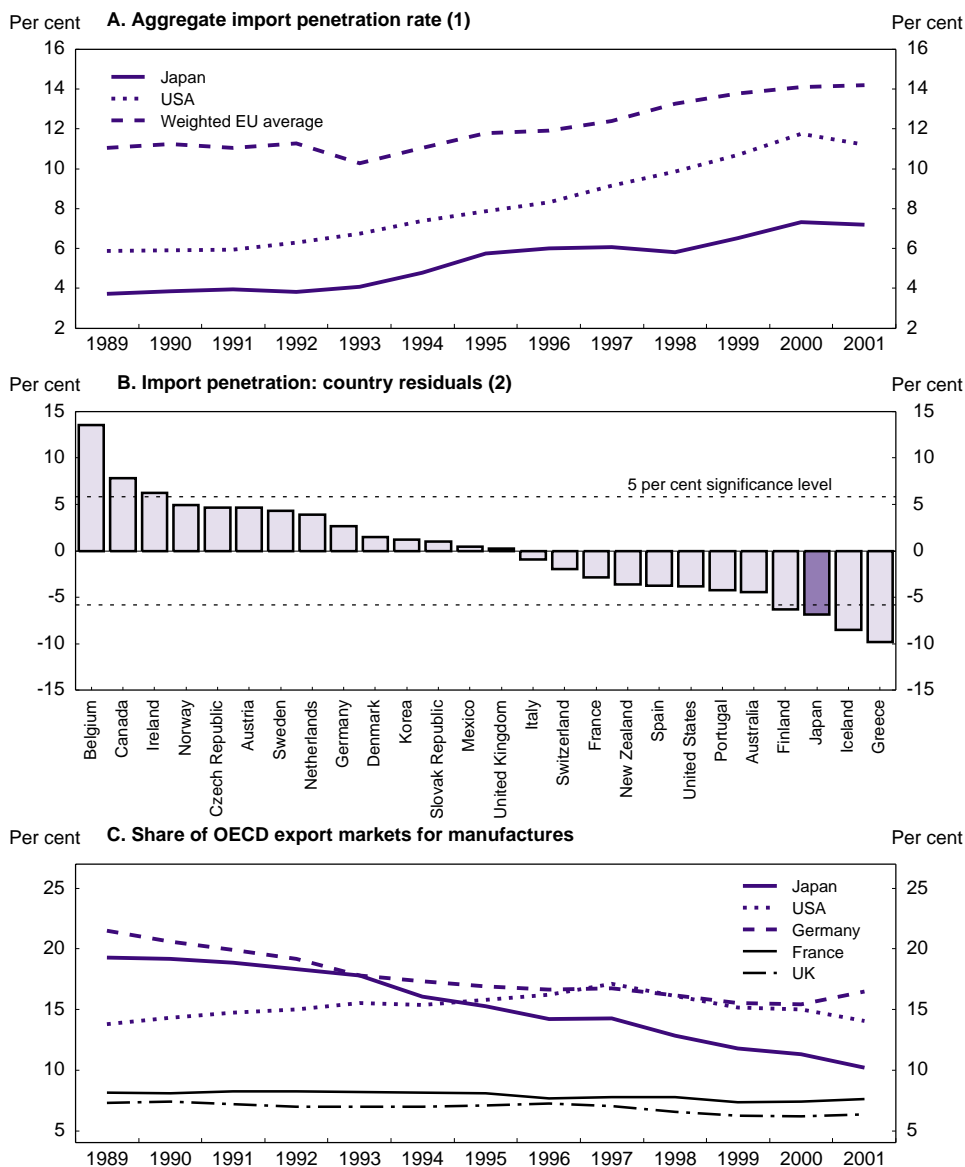 Per cent A. Aggregate import penetration rate (1) Per cent
16 16
14 Japan 14
USA
12 Weighted EU average 12
10 10
8 8
6 6
4 4
2 2
1989 1990 1991 1992 1993 1994 1995 1996 1997 1998 1999 2000 2001
Per cent B. Import penetration: country residuals (2) Per cent
15 15
10 10
5 per cent significance level
5 5
0 0
-5 -5
-10 -10
-15 -15
Belgium
Canada
Ireland
Norway
Czech Republic
Austria
Sweden
Netherlands
Germany
Denmark
Korea
Slovak Republic
Mexico
United Kingdom
Italy
Switzerland
France
New Zealand
Spain
United States
Portugal
Australia
Finland
Japan
Iceland
Greece
Per cent C. Share of OECD export markets for manufactures Per cent
25 25
Japan
USA
Germany
20 20
France
UK
15 15
10 10
5 5
1989 1990 1991 1992 1993 1994 1995 1996 1997 1998 1999 2000 2001